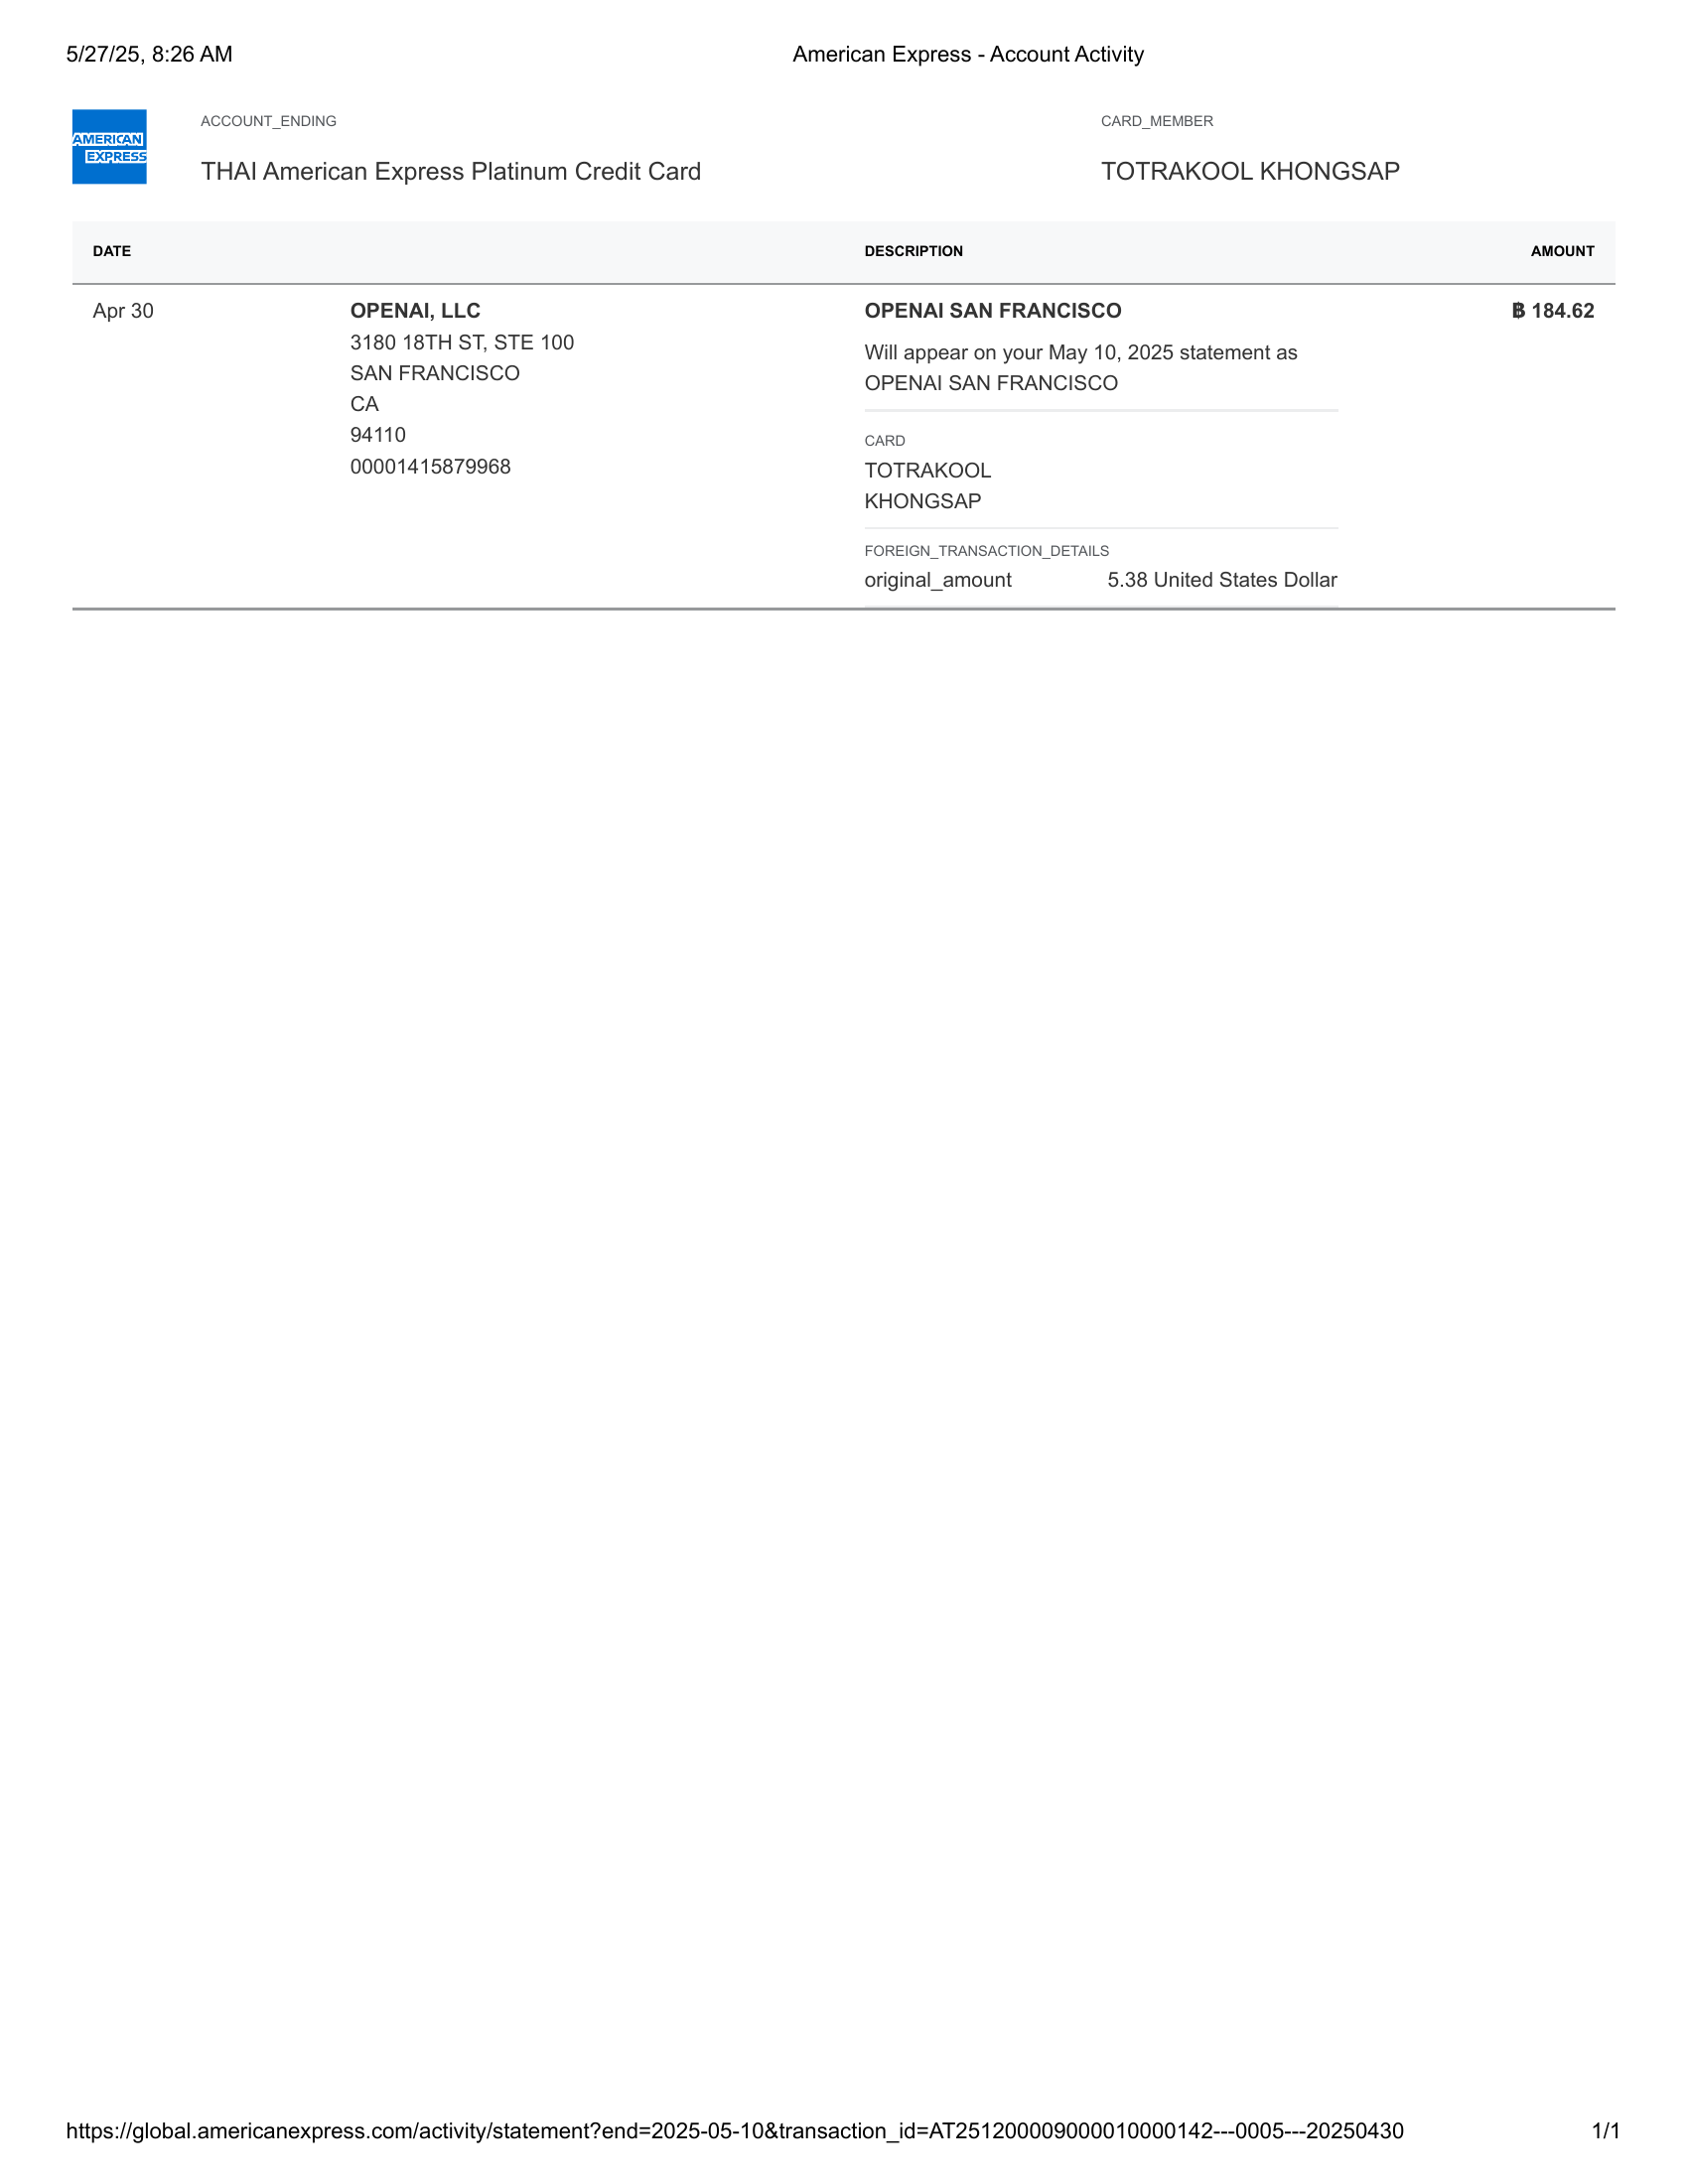 5/27/25, 8:26 AM
American Express - Account Activity
AMERICAN
EXPRESS
ACCOUNT_ENDING
CARD_MEMBER
THAI American Express Platinum Credit Card
TOTRAKOOL KHONGSAP
DATE
DESCRIPTION
AMOUNT
Apr 30
OPENAI, LLC
3180 18TH ST, STE 100
SAN FRANCISCO
CA
94110
00001415879968
OPENAI SAN FRANCISCO
Will appear on your May 10, 2025 statement as
OPENAI SAN FRANCISCO
CARD
TOTRAKOOL
KHONGSAP
FOREIGN_TRANSACTION_DETAILS
original_amount 5.38 United States Dollar
฿ 184.62
https://global.americanexpress.com/activity/statement?end=2025-05-10&transaction_id=AT251200009000010000142---0005---20250430
1/1